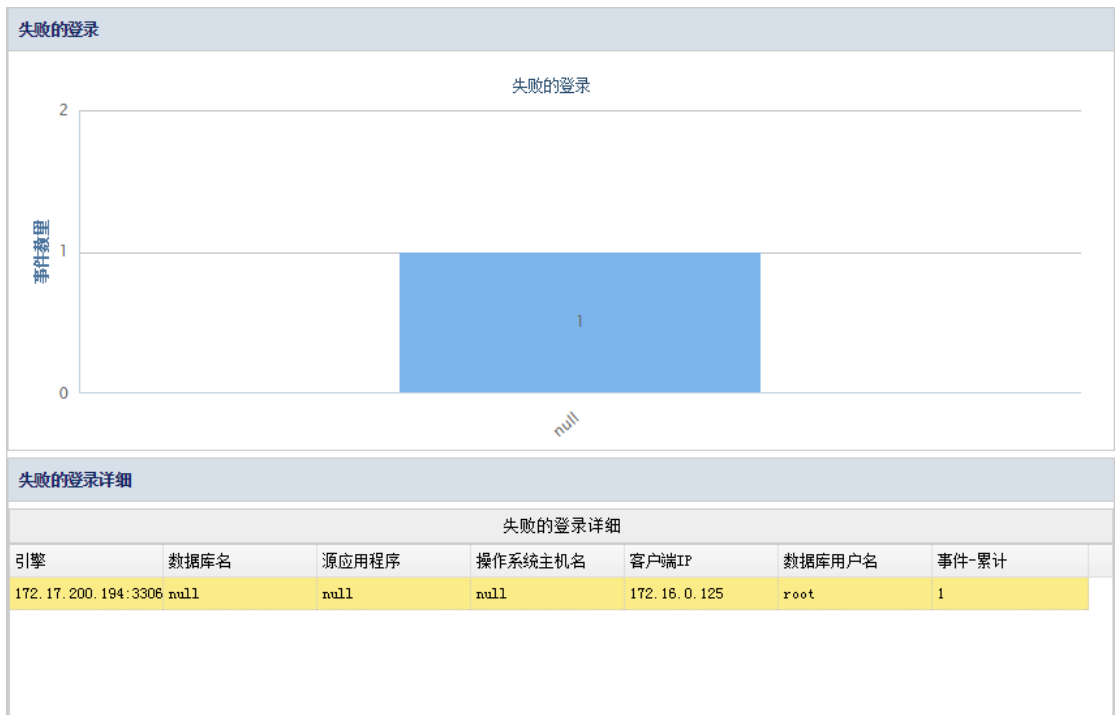 失败的登录
失败的登录
2
事件数量
1
1
0
null
失败的登录详细
失败的登录详细
引擎 数据库名 源应用程序 操作系统主机名 客户端IP 数据库用户名 事件-累计
172.17.200.194:3306 null null null 172.16.0.125 root 1